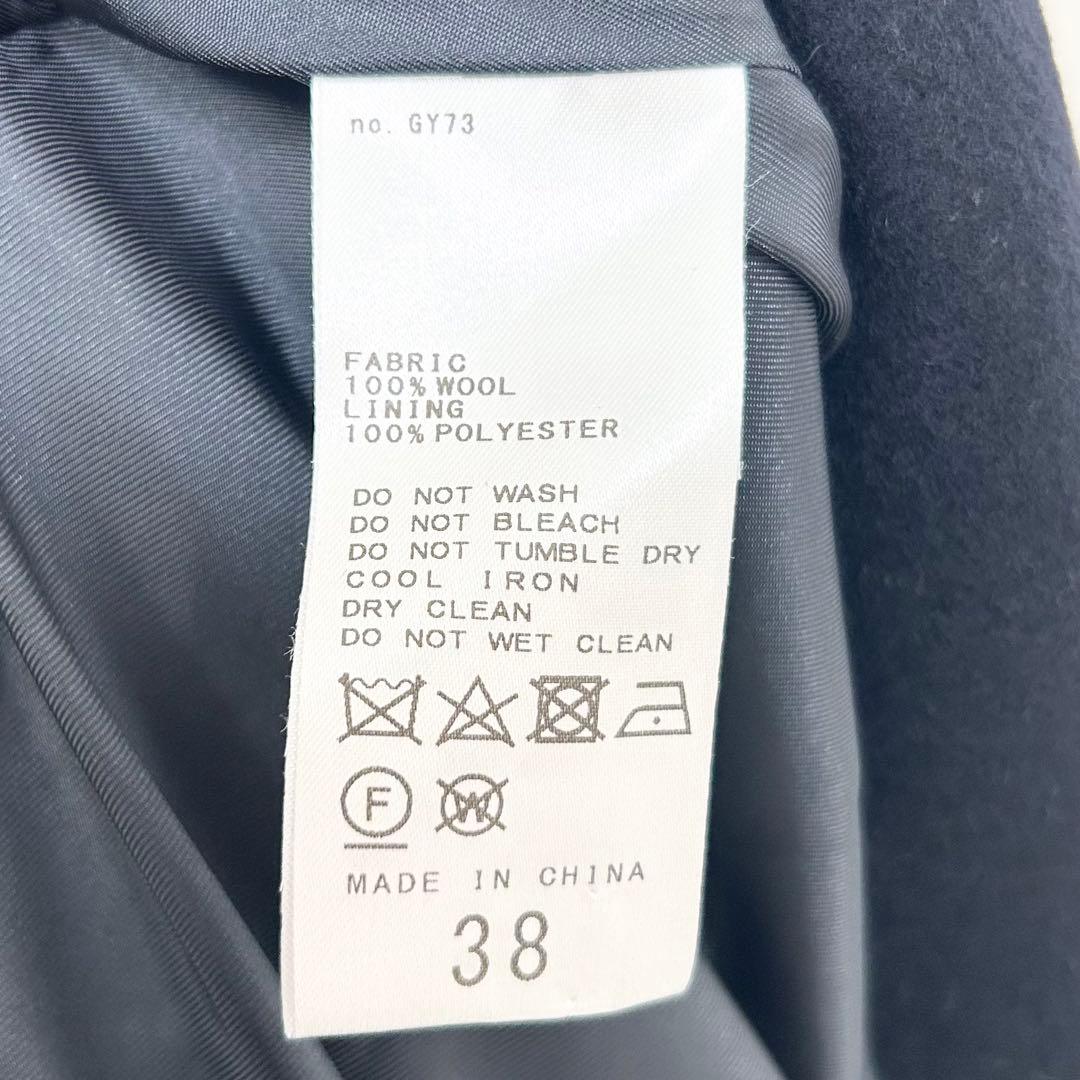 no. GY73
FABRIC
100% WOOL
LINING
100% POLYESTER
DO NOT WASH
DO NOT BLEACH
DO NOT TUMBLE DRY
COOL IRON
DRY CLEAN
DO NOT WET CLEAN
F W
MADE IN CHINA
38